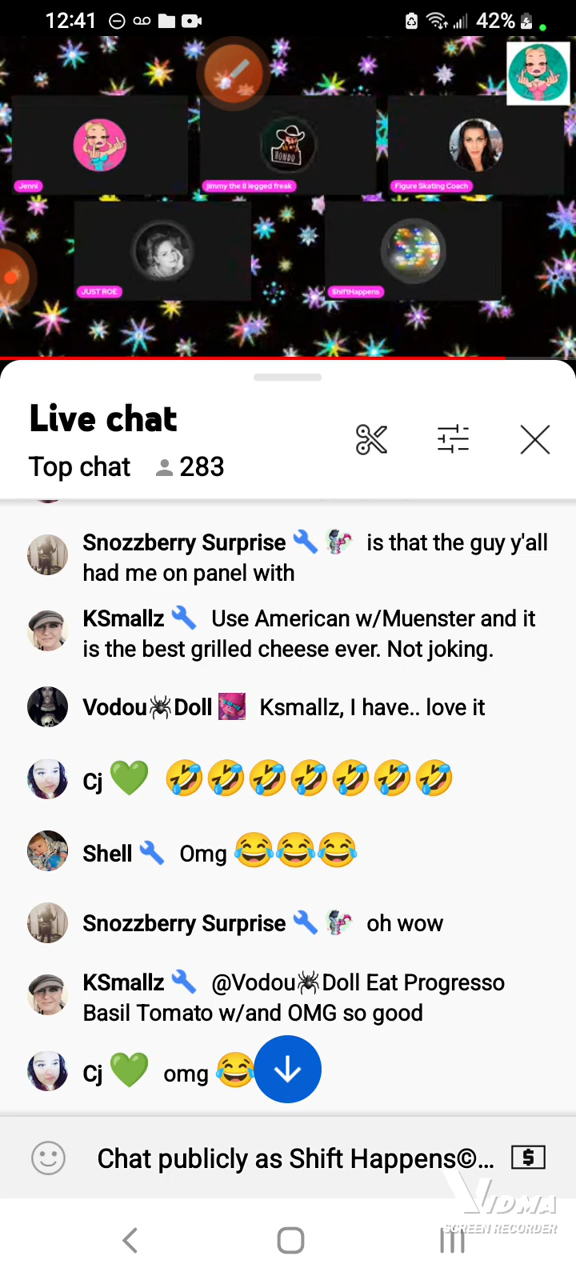 12:41
42%
HONDO
Jenni
Jimmy the 8 legged freak
Figure Skating Coach
JUST ROE
ShiftHappens
Live chat
Top chat 283
Snozzberry Surprise is that the guy y'all
had me on panel with
KSmallz Use American w/Muenster and it
is the best grilled cheese ever. Not joking.
Vodou🕷Doll Ksmallz, I have.. love it
Cj💚 🤣🤣🤣🤣🤣🤣🤣
Shell Omg 😂😂😂
Snozzberry Surprise oh wow
KSmallz @Vodou🕷Doll Eat Progresso
Basil Tomato w/and OMG so good
Cj💚 omg 😂
Chat publicly as Shift Happens©...
VIDMA
SCREEN RECORDER